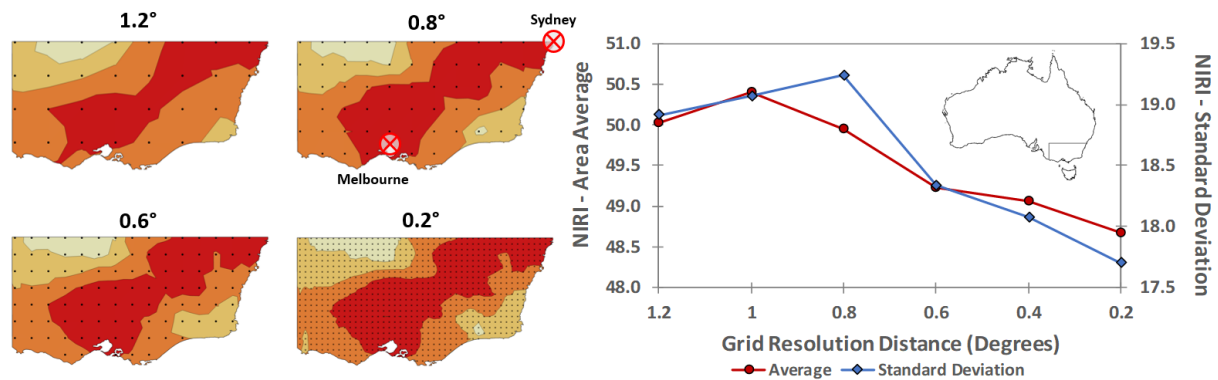 1.2°
0.8°
Sydney
Melbourne
0.6°
0.2°
NIRI - Area Average
51.0
50.5
50.0
49.5
49.0
48.5
48.0
19.5
19.0
18.5
18.0
17.5
NIRI - Standard Deviation
1.2 1 0.8 0.6 0.4 0.2
Grid Resolution Distance (Degrees)
Average Standard Deviation